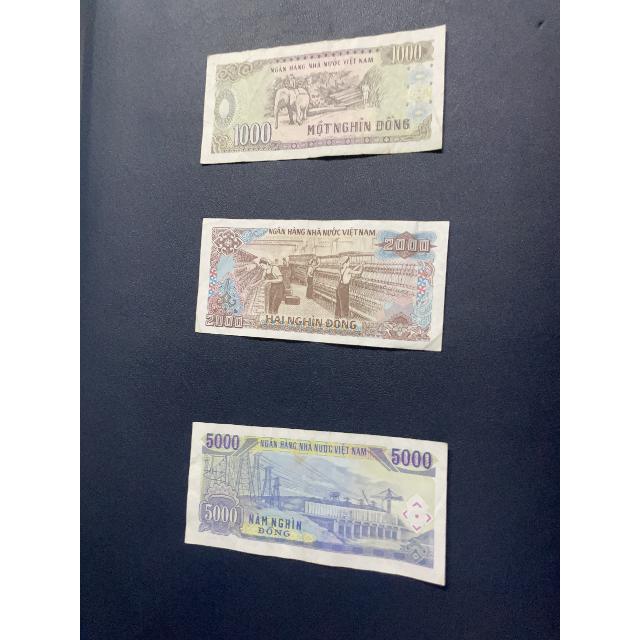 NGÂN HÀNG NHÀ NƯỚC VIỆT NAM
1000
1000
MỘT NGHÌN ĐỒNG
NGÂN HÀNG NHÀ NƯỚC VIỆT NAM
2000
2000
HAI NGHÌN ĐỒNG
5000
NGÂN HÀNG NHÀ NƯỚC VIỆT NAM
5000
5000
NĂM NGHÌN
ĐỒNG